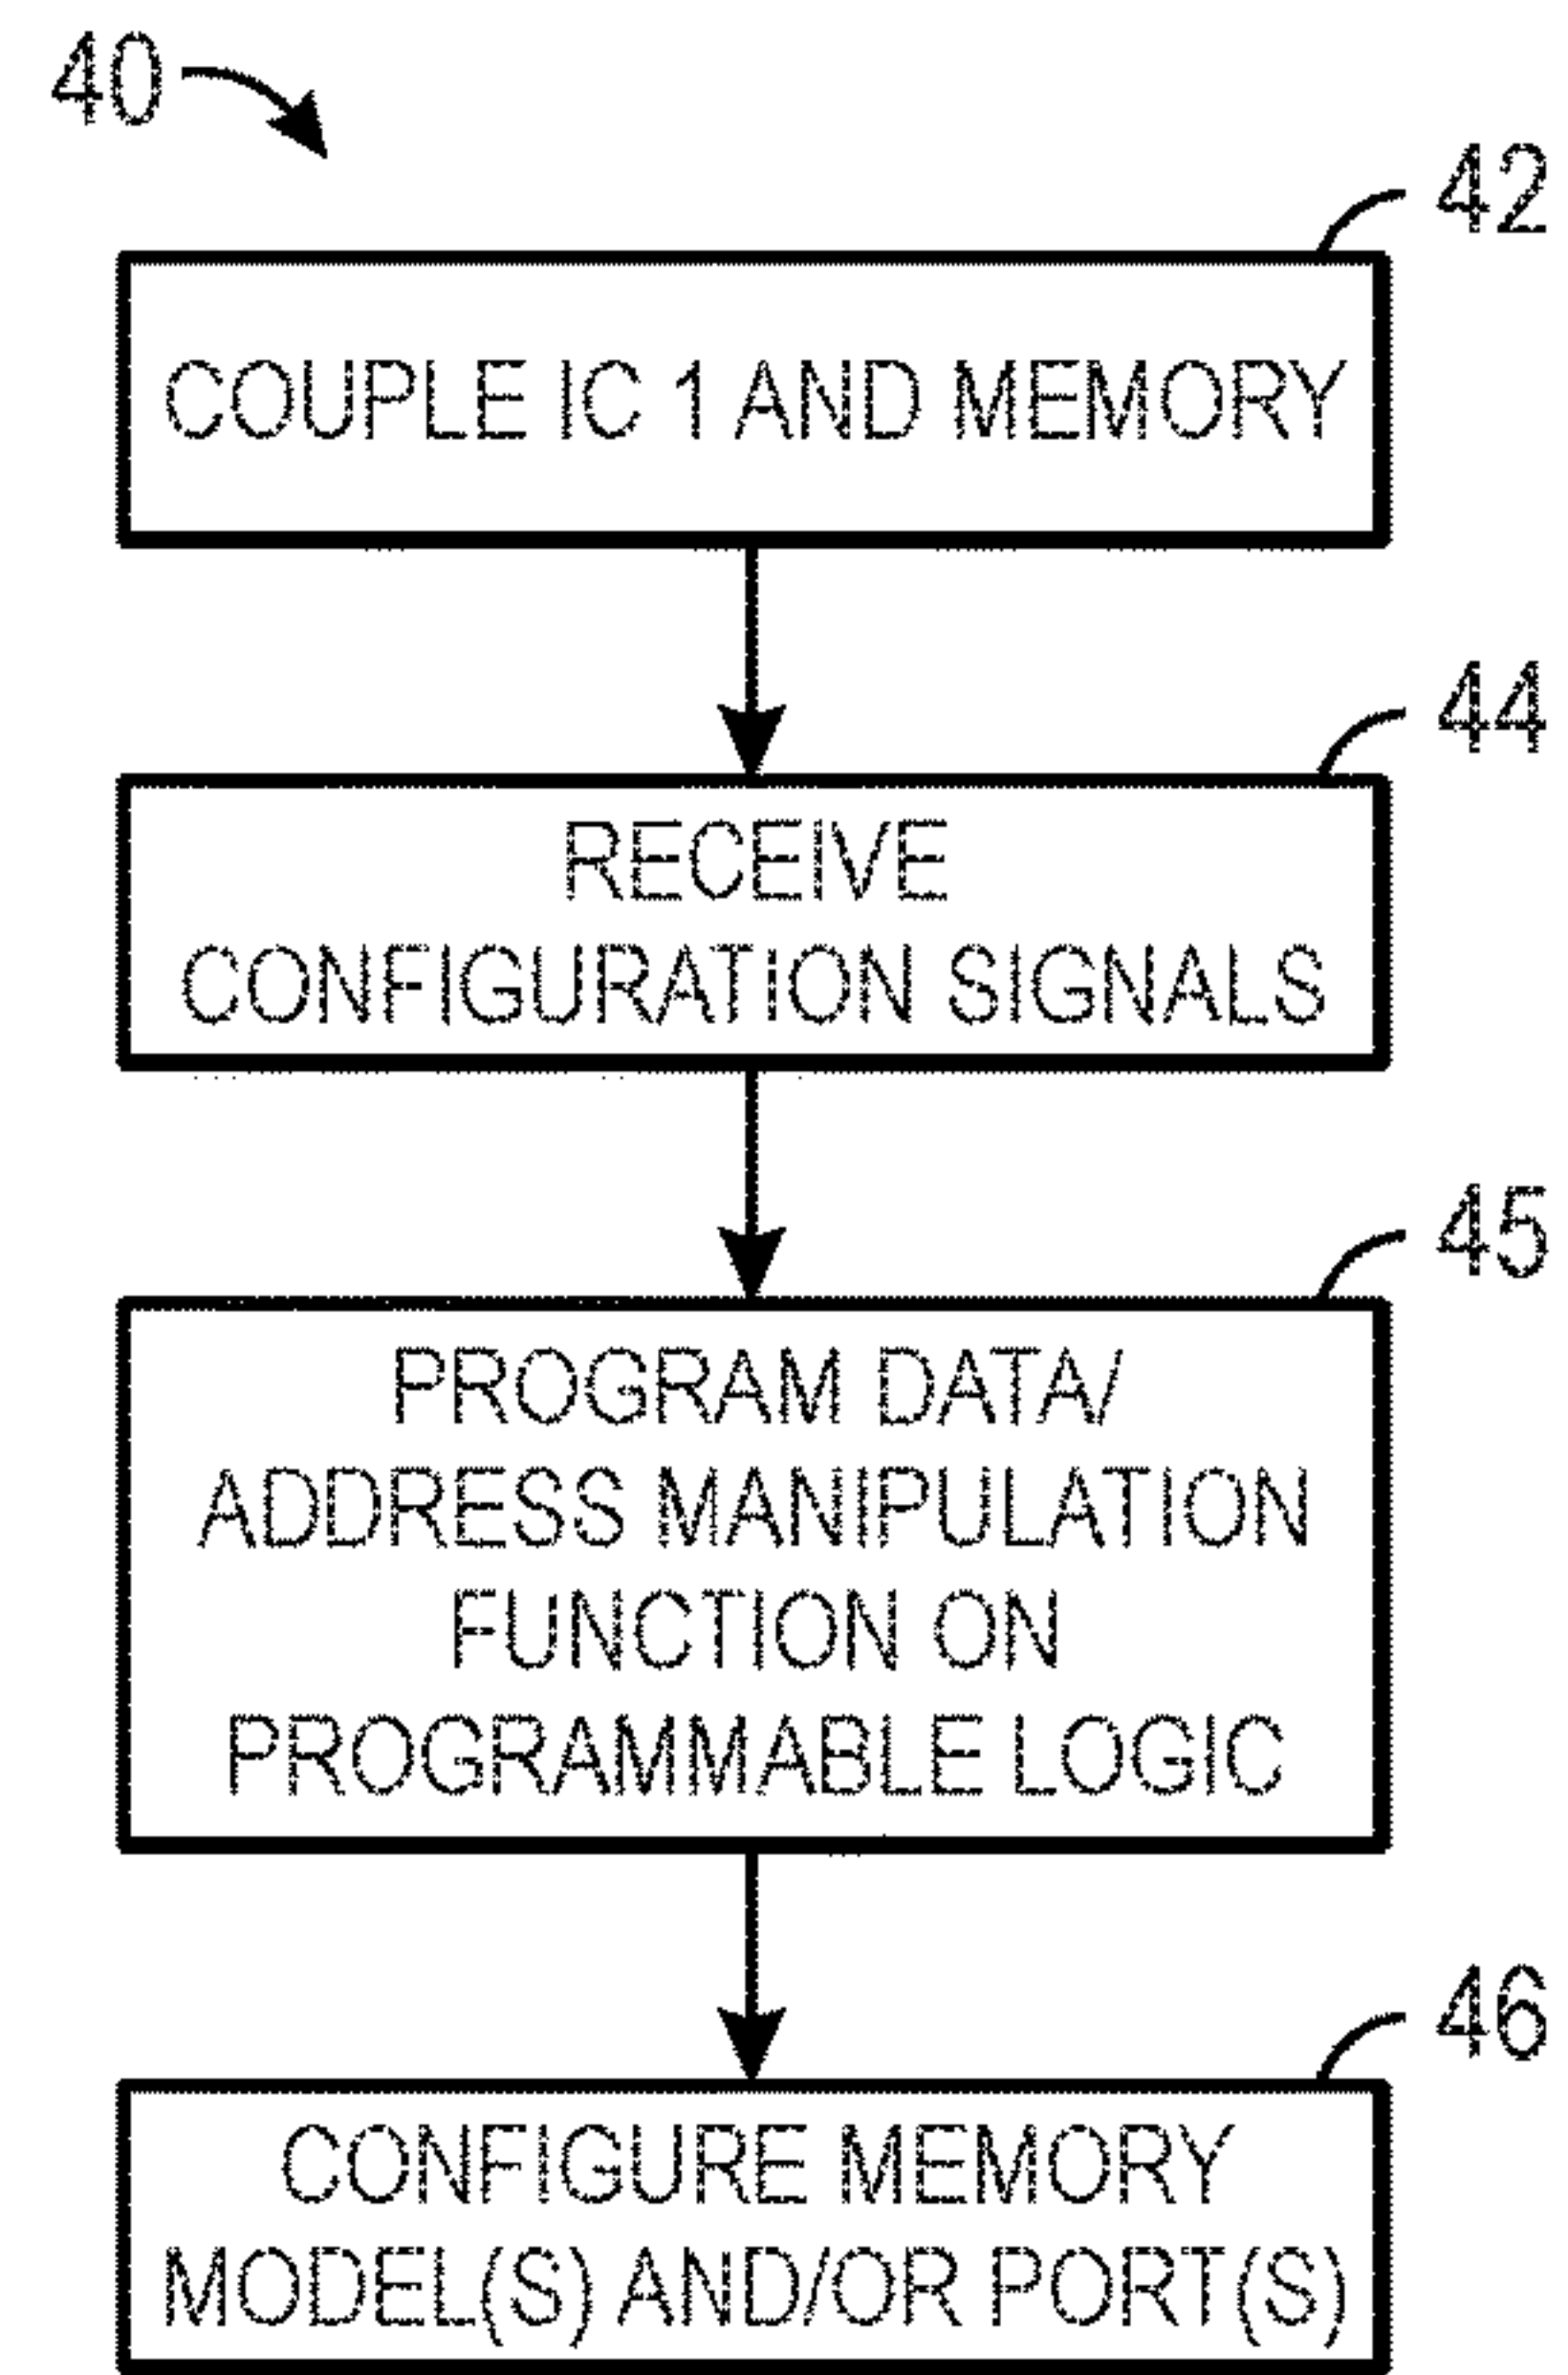 40
42
COUPLE IC 1 AND MEMORY
44
RECEIVE
CONFIGURATION SIGNALS
45
PROGRAM DATA/
ADDRESS MANIPULATION
FUNCTION ON
PROGRAMMABLE LOGIC
46
CONFIGURE MEMORY
MODEL(S) AND/OR PORT(S)